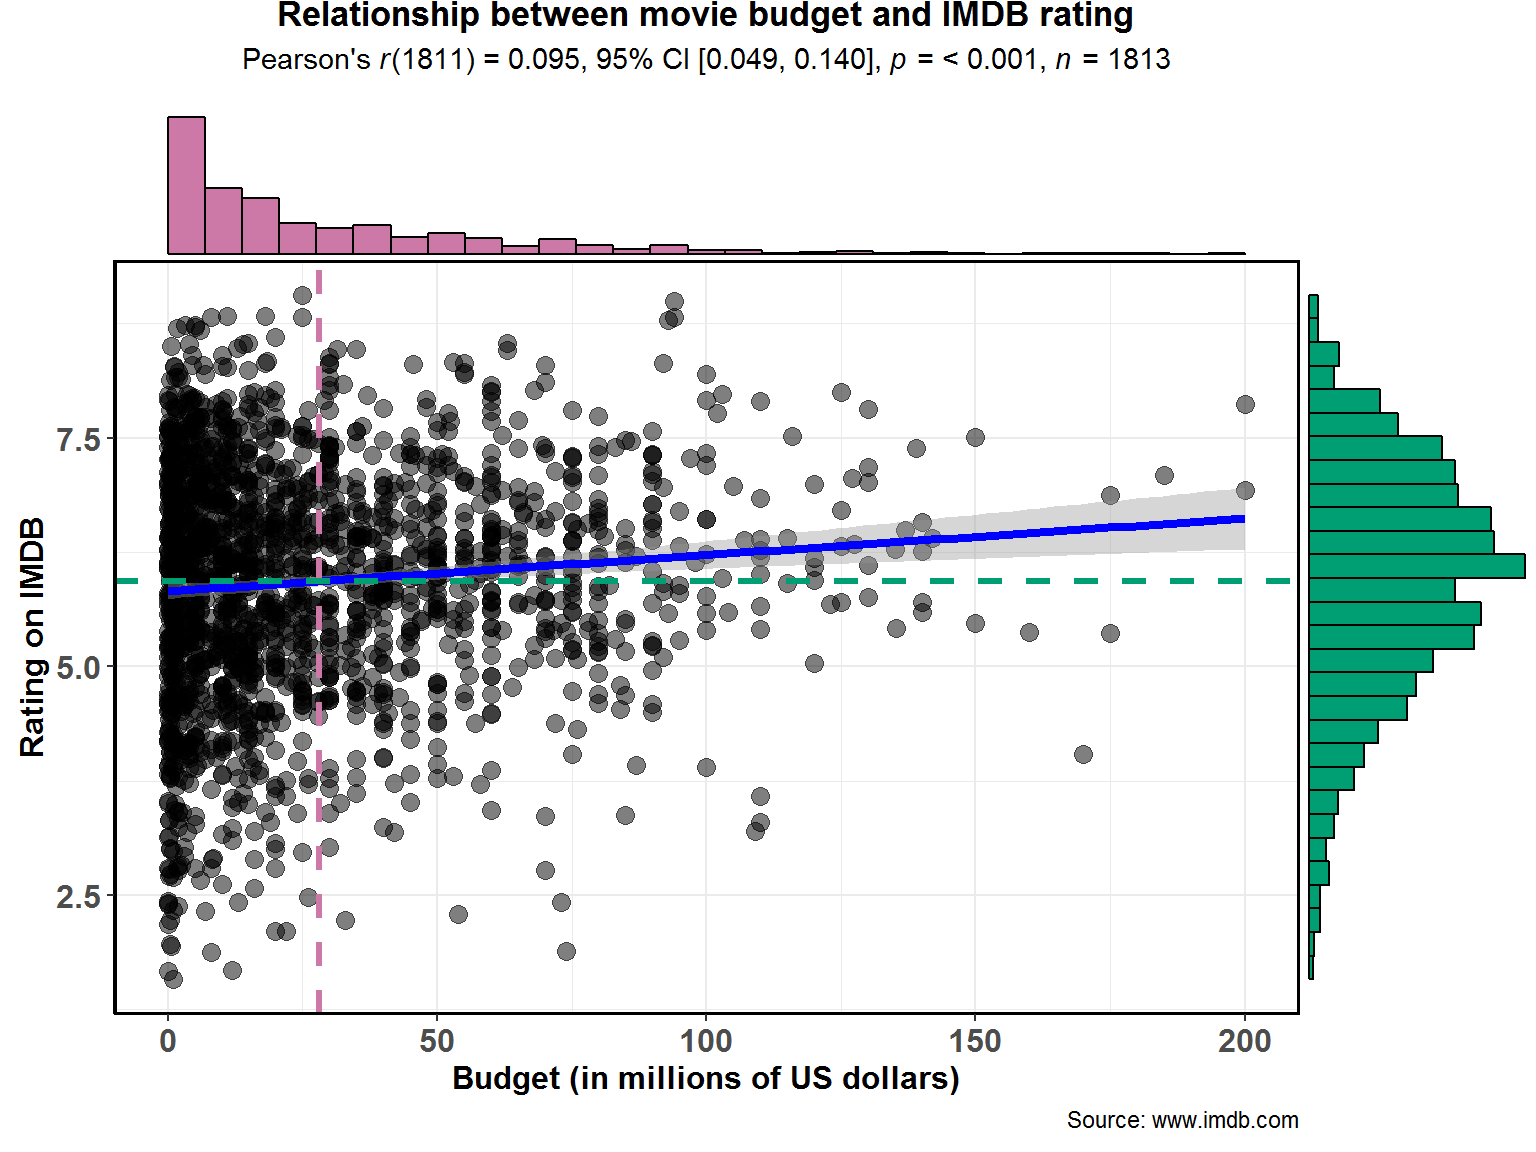 Relationship between movie budget and IMDB rating
Pearson's r(1811) = 0.095, 95% CI [0.049, 0.140], p = < 0.001, n = 1813
Rating on IMDB
7.5
5.0
2.5
0 50 100 150 200
Budget (in millions of US dollars)
Source: www.imdb.com